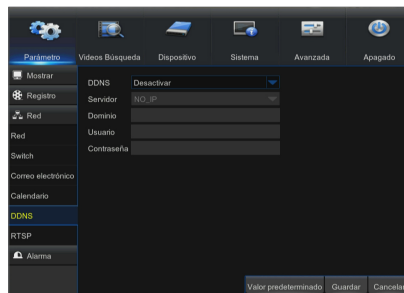 Parámetro
Videos Búsqueda
Dispositivo
Sistema
Avanzada
Apagado
Mostrar
Registro
Red
Red
Switch
Correo electrónico
Calendario
DDNS
RTSP
Alarma
DDNS Desactivar
Servidor NO_IP
Dominio
Usuario
Contraseña
Valor predeterminado
Guardar
Cancelar